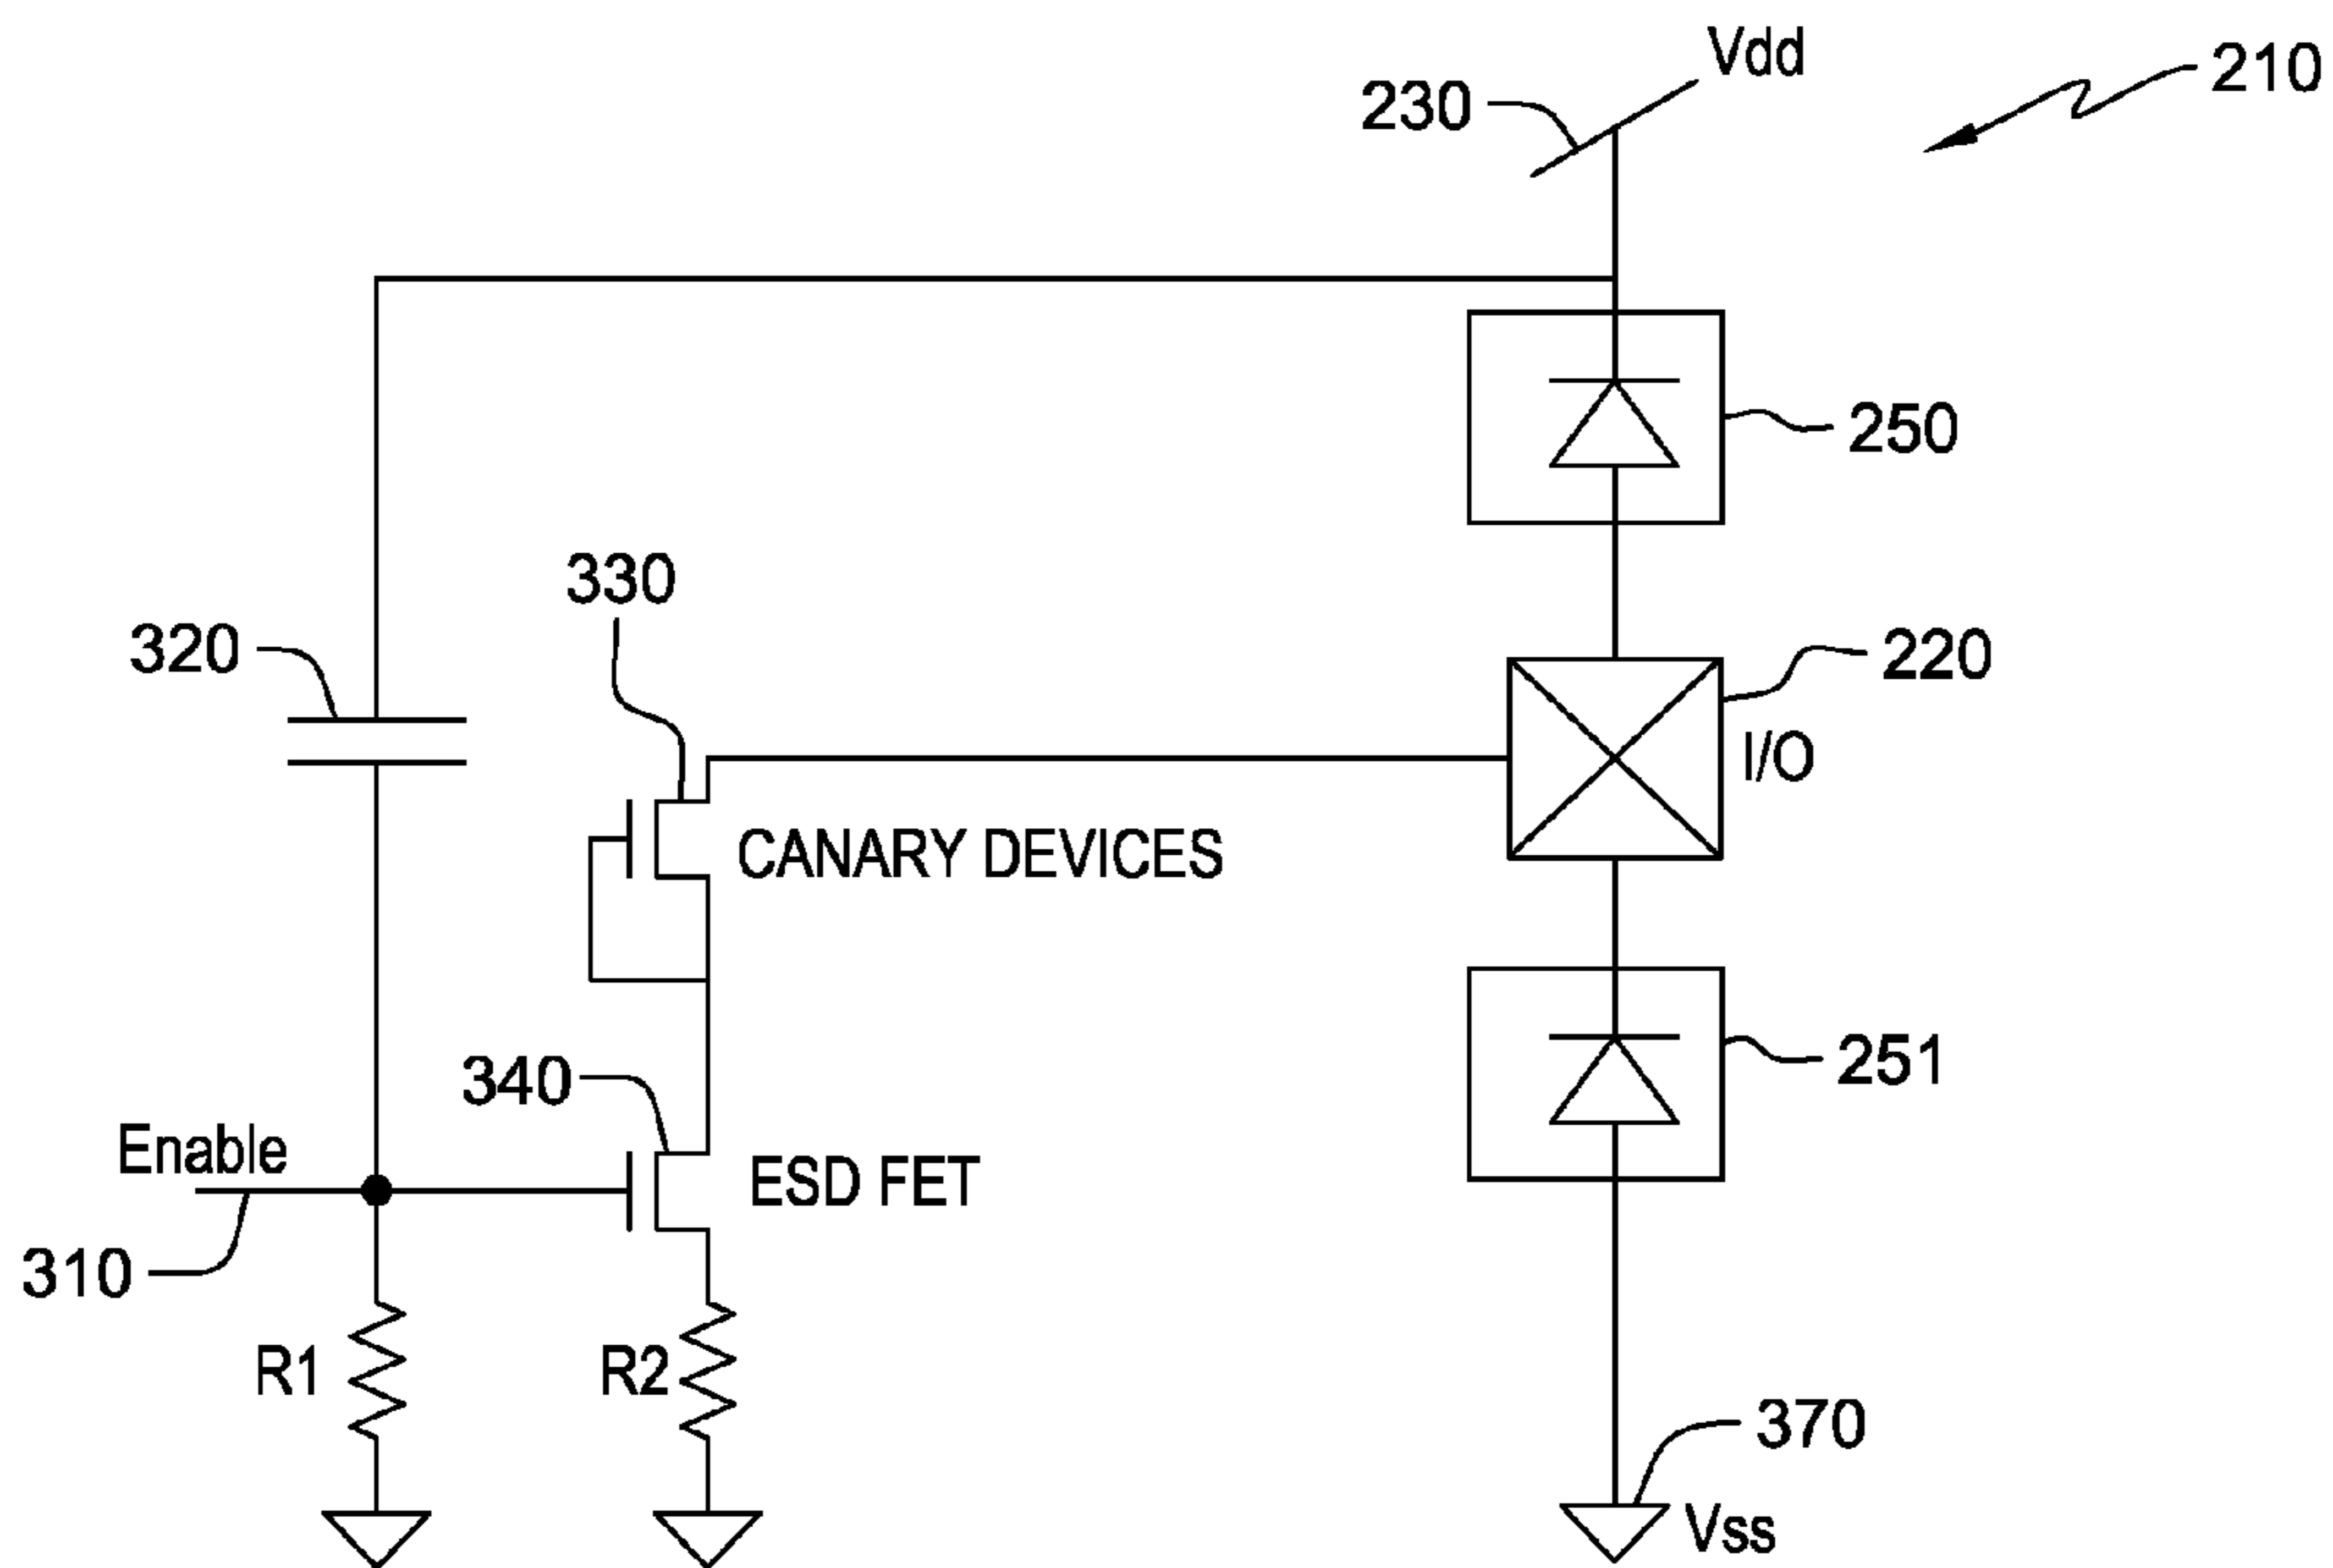 Vdd
210
230
250
330
320
220
I/O
CANARY DEVICES
251
340
Enable
ESD FET
310
R1
R2
370
Vss